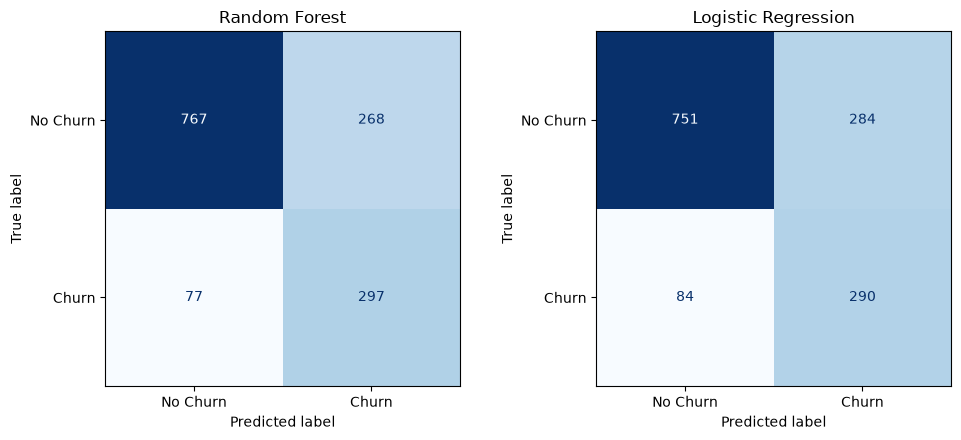 Random Forest
True label
No Churn
767
268
Churn
77
297
No Churn
Churn
Predicted label
Logistic Regression
True label
No Churn
751
284
Churn
84
290
No Churn
Churn
Predicted label